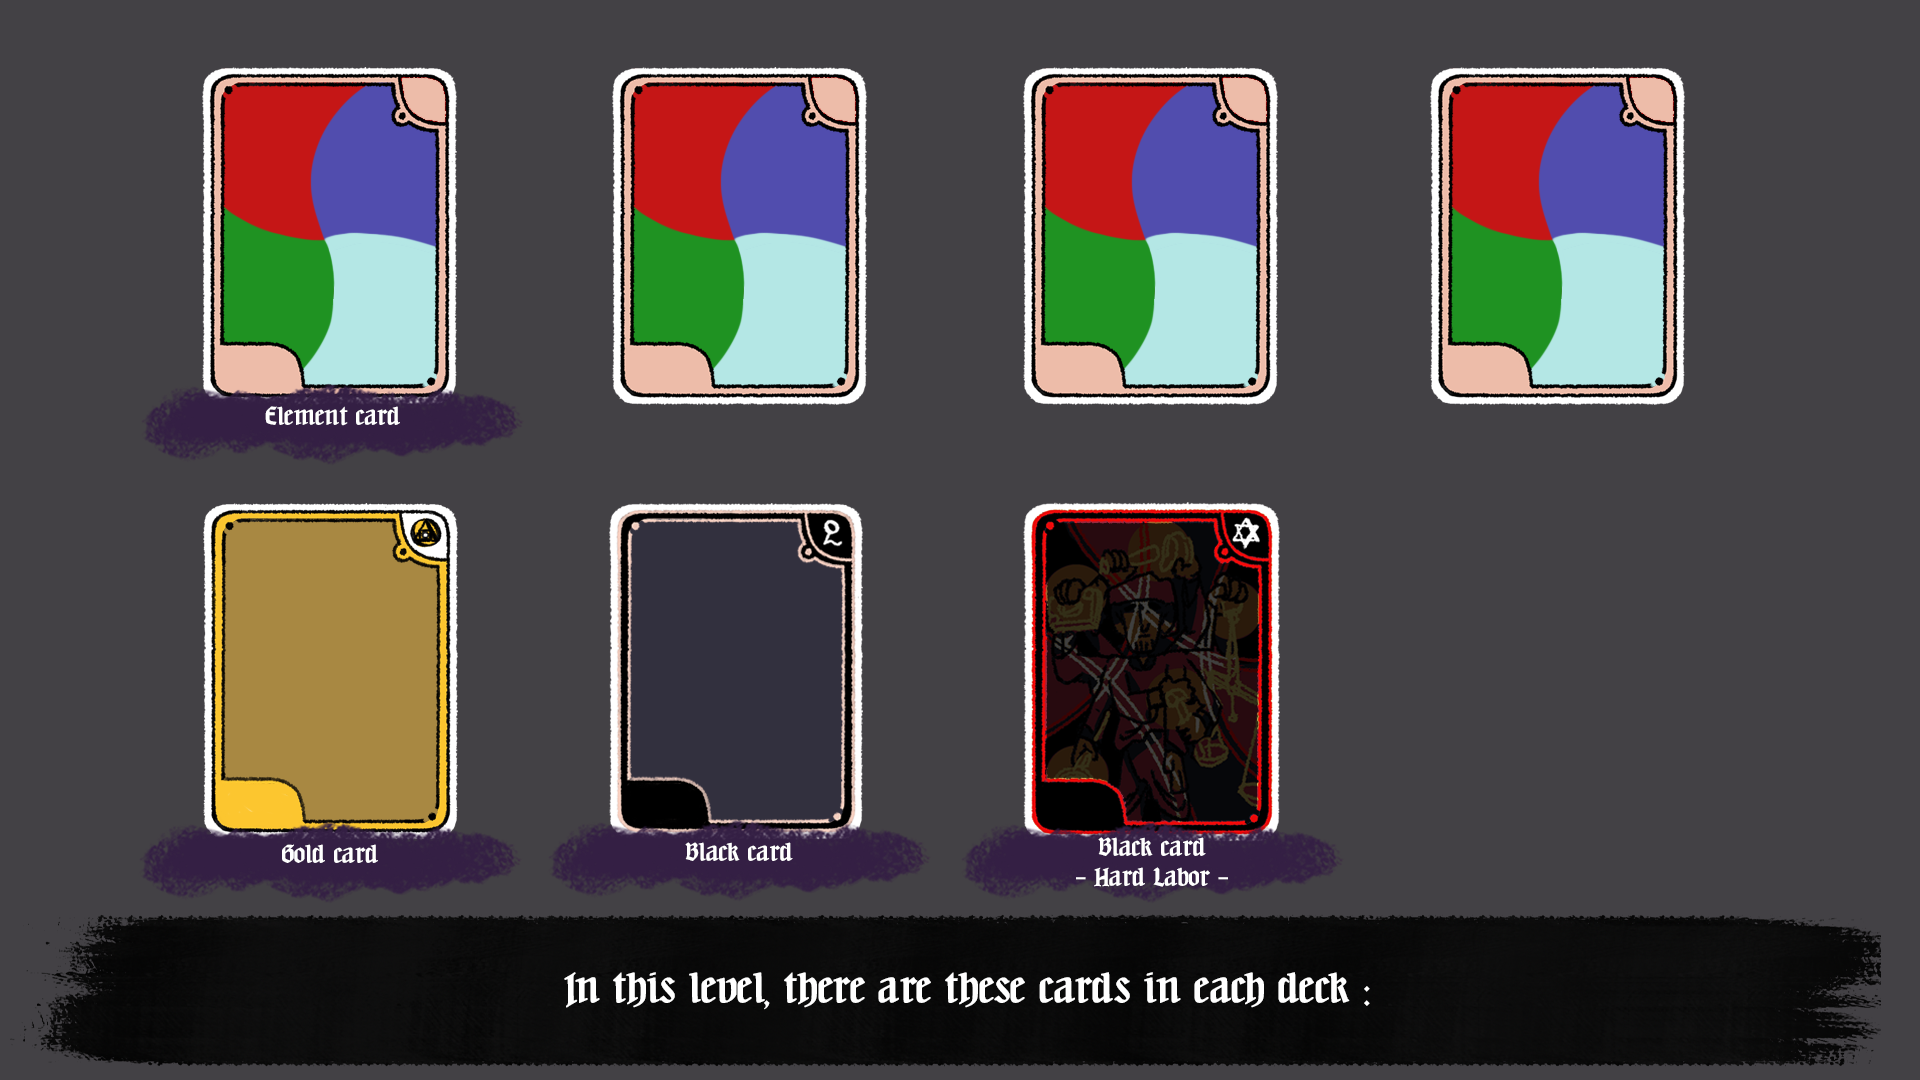 Element card
Gold card
Black card
Black card
- Hard Labor -
In this level, there are these cards in each deck :